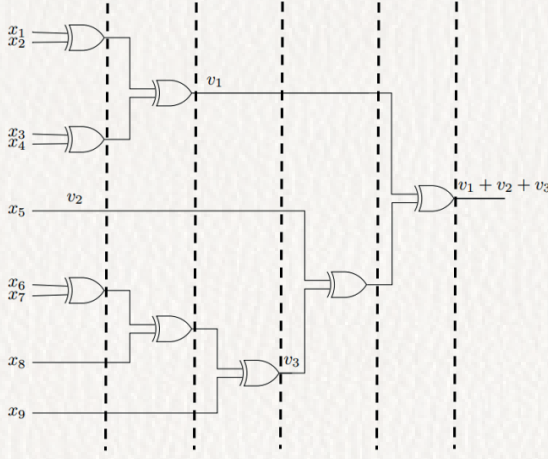 x₁
x₂
v₁
x₃
x₄
v₁ + v₂ + v₃
v₂
x₅
x₆
x₇
v₃
x₈
x₉